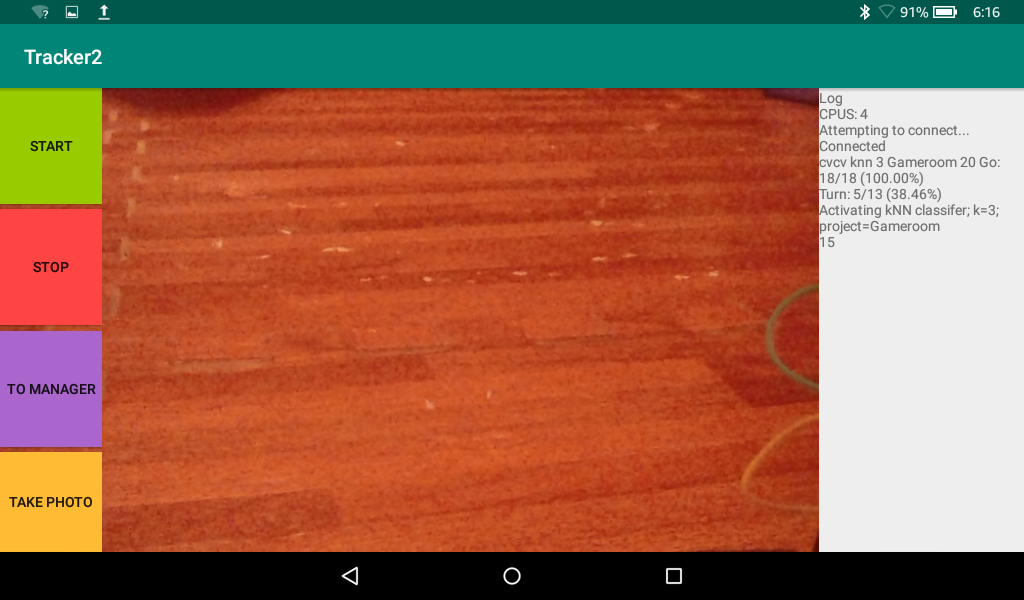 91% 6:16
Tracker2
START
STOP
TO MANAGER
TAKE PHOTO
Log
CPUS: 4
Attempting to connect...
Connected
cvcv knn 3 Gameroom 20 Go:
18/18 (100.00%)
Turn: 5/13 (38.46%)
Activating kNN classifer; k=3;
project=Gameroom
15